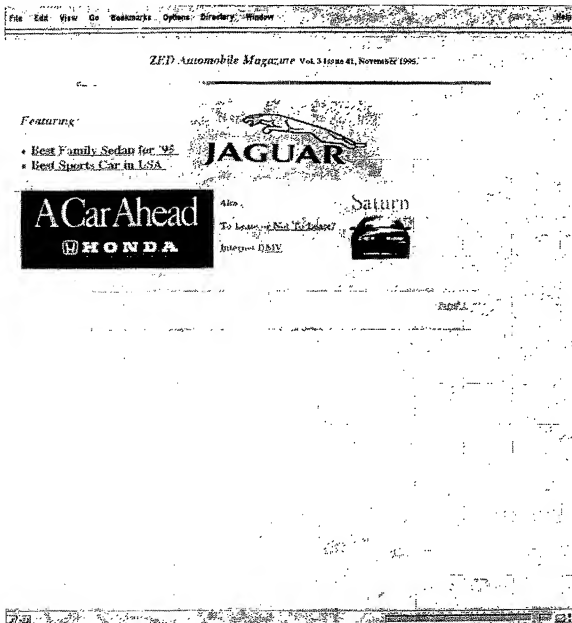 File Edit View Go Bookmarks Options Directory Window Help
ZED Automobile Magazine Vol. 3 Issue 41, November 1995.
Featuring:
Best Family Sedan for '95
Best Sports Car in USA
JAGUAR
A Car Ahead
HONDA
Also
To Lease or Not To Lease?
Internet DMV
Saturn